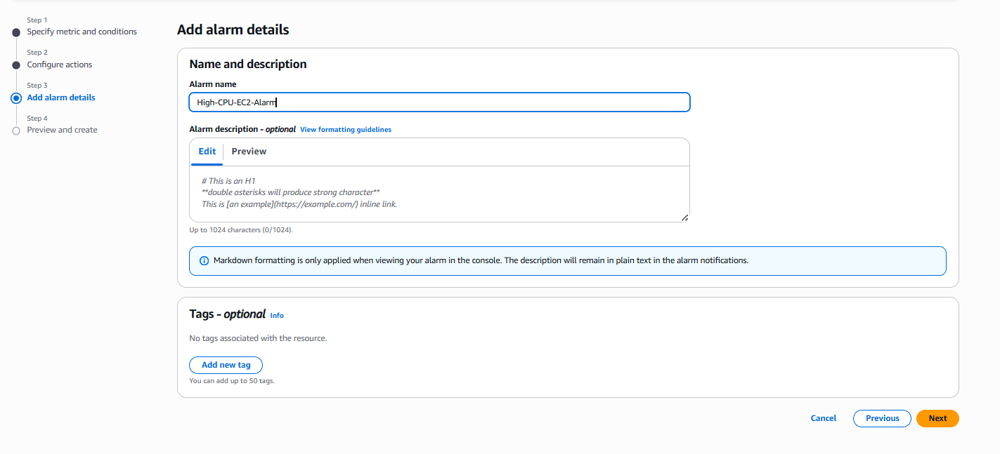 Step 1
Specify metric and conditions
Step 2
Configure actions
Step 3
Add alarm details
Step 4
Preview and create
Add alarm details
Name and description
Alarm name
High-CPU-EC2-Alarm
Alarm description - optional View formatting guidelines
Edit Preview
# This is an H1
**double asterisks will produce strong character**
This is [an example](https://example.com/) inline link.
Up to 1024 characters (0/1024).
Markdown formatting is only applied when viewing your alarm in the console. The description will remain in plain text in the alarm notifications.
Tags - optional Info
No tags associated with the resource.
Add new tag
You can add up to 50 tags.
Cancel Previous Next